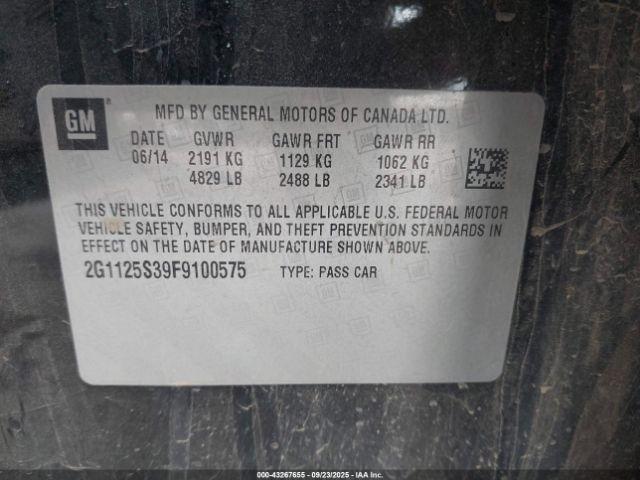 GM ®
MFD BY GENERAL MOTORS OF CANADA LTD.
DATE GVWR GAWR FRT GAWR RR
06/14 2191 KG 1129 KG 1062 KG
4829 LB 2488 LB 2341 LB
THIS VEHICLE CONFORMS TO ALL APPLICABLE U.S. FEDERAL MOTOR
VEHICLE SAFETY, BUMPER, AND THEFT PREVENTION STANDARDS IN
EFFECT ON THE DATE OF MANUFACTURE SHOWN ABOVE.
2G1125S39F9100575 TYPE: PASS CAR
000-43267655 - 09/23/2025 - IAA Inc.